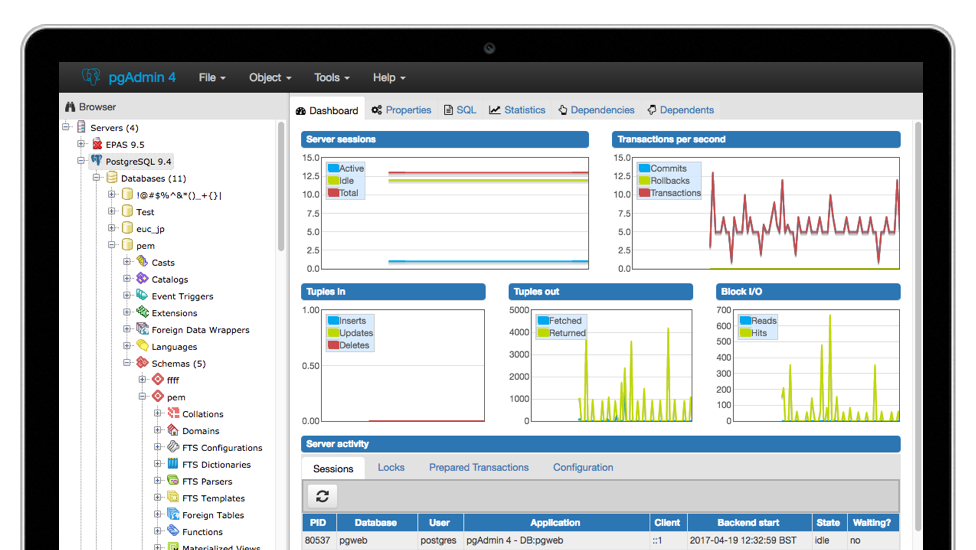 pgAdmin 4 File Object Tools Help
Browser
Dashboard Properties SQL Statistics Dependencies Dependents
Servers (4)
EPAS 9.5
PostgreSQL 9.4
Databases (11)
!@#$%^&*()_+{}|
Test
euc_jp
pem
Casts
Catalogs
Event Triggers
Extensions
Foreign Data Wrappers
Languages
Schemas (5)
ffff
pem
Collations
Domains
FTS Configurations
FTS Dictionaries
FTS Parsers
FTS Templates
Foreign Tables
Functions
Materialized Views
Server sessions
15.0
12.5
10.0
7.5
5.0
2.5
0.0
Active
Idle
Total
Transactions per second
15.0
12.5
10.0
7.5
5.0
2.5
0.0
Commits
Rollbacks
Transactions
Tuples in
1.00
0.50
0.00
Inserts
Updates
Deletes
Tuples out
5000
4000
3000
2000
1000
0
Fetched
Returned
Block I/O
700
600
500
400
300
200
100
0
Reads
Hits
Server activity
Sessions Locks Prepared Transactions Configuration
PID Database User Application Client Backend start State Waiting?
80537 pgweb postgres pgAdmin 4 - DB:pgweb ::1 2017-04-19 12:32:59 BST idle no